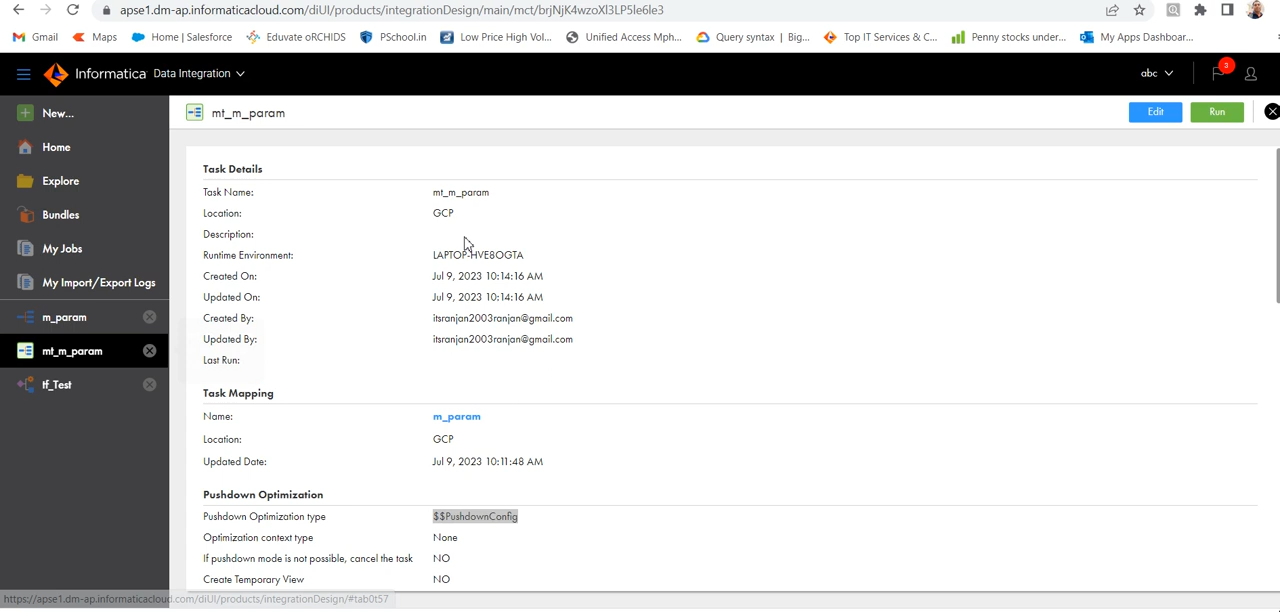 apse1.dm-ap.informaticacloud.com/diUI/products/integrationDesign/main/mct/brjNjK4wzoXl3LP5le6le3
Gmail Maps Home | Salesforce Eduvate oRCHIDS PSchool.in Low Price High Vol... Unified Access Mph... Query syntax | Big... Top IT Services & C... Penny stocks under... My Apps Dashboar...
Informatica Data Integration abc 3
New...
Home
Explore
Bundles
My Jobs
My Import/Export Logs
m_param
mt_m_param
tf_Test
mt_m_param Edit Run
Task Details
Task Name: mt_m_param
Location: GCP
Description:
Runtime Environment: LAPTOP-HVE8OGTA
Created On: Jul 9, 2023 10:14:16 AM
Updated On: Jul 9, 2023 10:14:16 AM
Created By: itsranjan2003ranjan@gmail.com
Updated By: itsranjan2003ranjan@gmail.com
Last Run:
Task Mapping
Name: m_param
Location: GCP
Updated Date: Jul 9, 2023 10:11:48 AM
Pushdown Optimization
Pushdown Optimization type $$PushdownConfig
Optimization context type None
If pushdown mode is not possible, cancel the task NO
Create Temporary View NO
https://apse1.dm-ap.informaticacloud.com/diUI/products/integrationDesign/#tab0t57